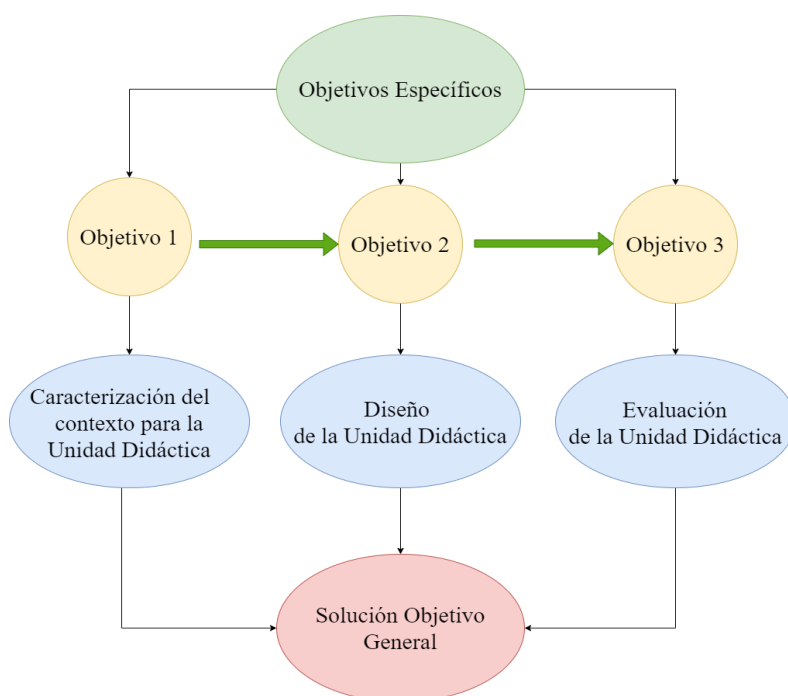 Objetivos Específicos
Objetivo 1
Objetivo 2
Objetivo 3
Caracterización del
contexto para la
Unidad Didáctica
Diseño
de la Unidad Didáctica
Evaluación
de la Unidad Didáctica
Solución Objetivo
General